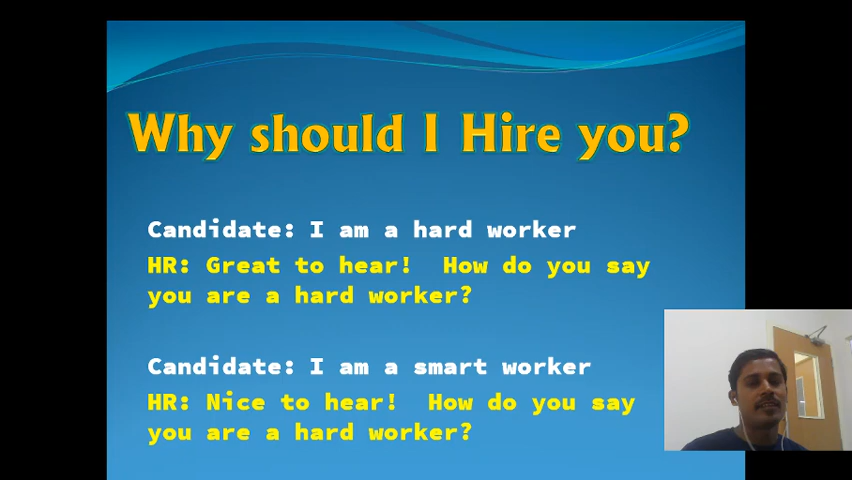 Why should I Hire you?
Candidate: I am a hard worker
HR: Great to hear! How do you say
you are a hard worker?
Candidate: I am a smart worker
HR: Nice to hear! How do you say
you are a hard worker?